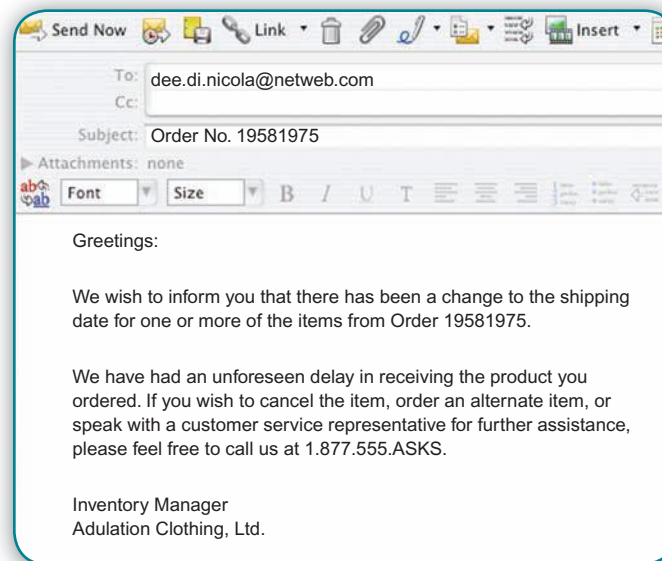 Send Now Link Insert
To: dee.di.nicola@netweb.com
Cc:
Subject: Order No. 19581975
Attachments: none
Font Size B I U T
Greetings:
We wish to inform you that there has been a change to the shipping
date for one or more of the items from Order 19581975.
We have had an unforeseen delay in receiving the product you
ordered. If you wish to cancel the item, order an alternate item, or
speak with a customer service representative for further assistance,
please feel free to call us at 1.877.555.ASKS.
Inventory Manager
Adulation Clothing, Ltd.